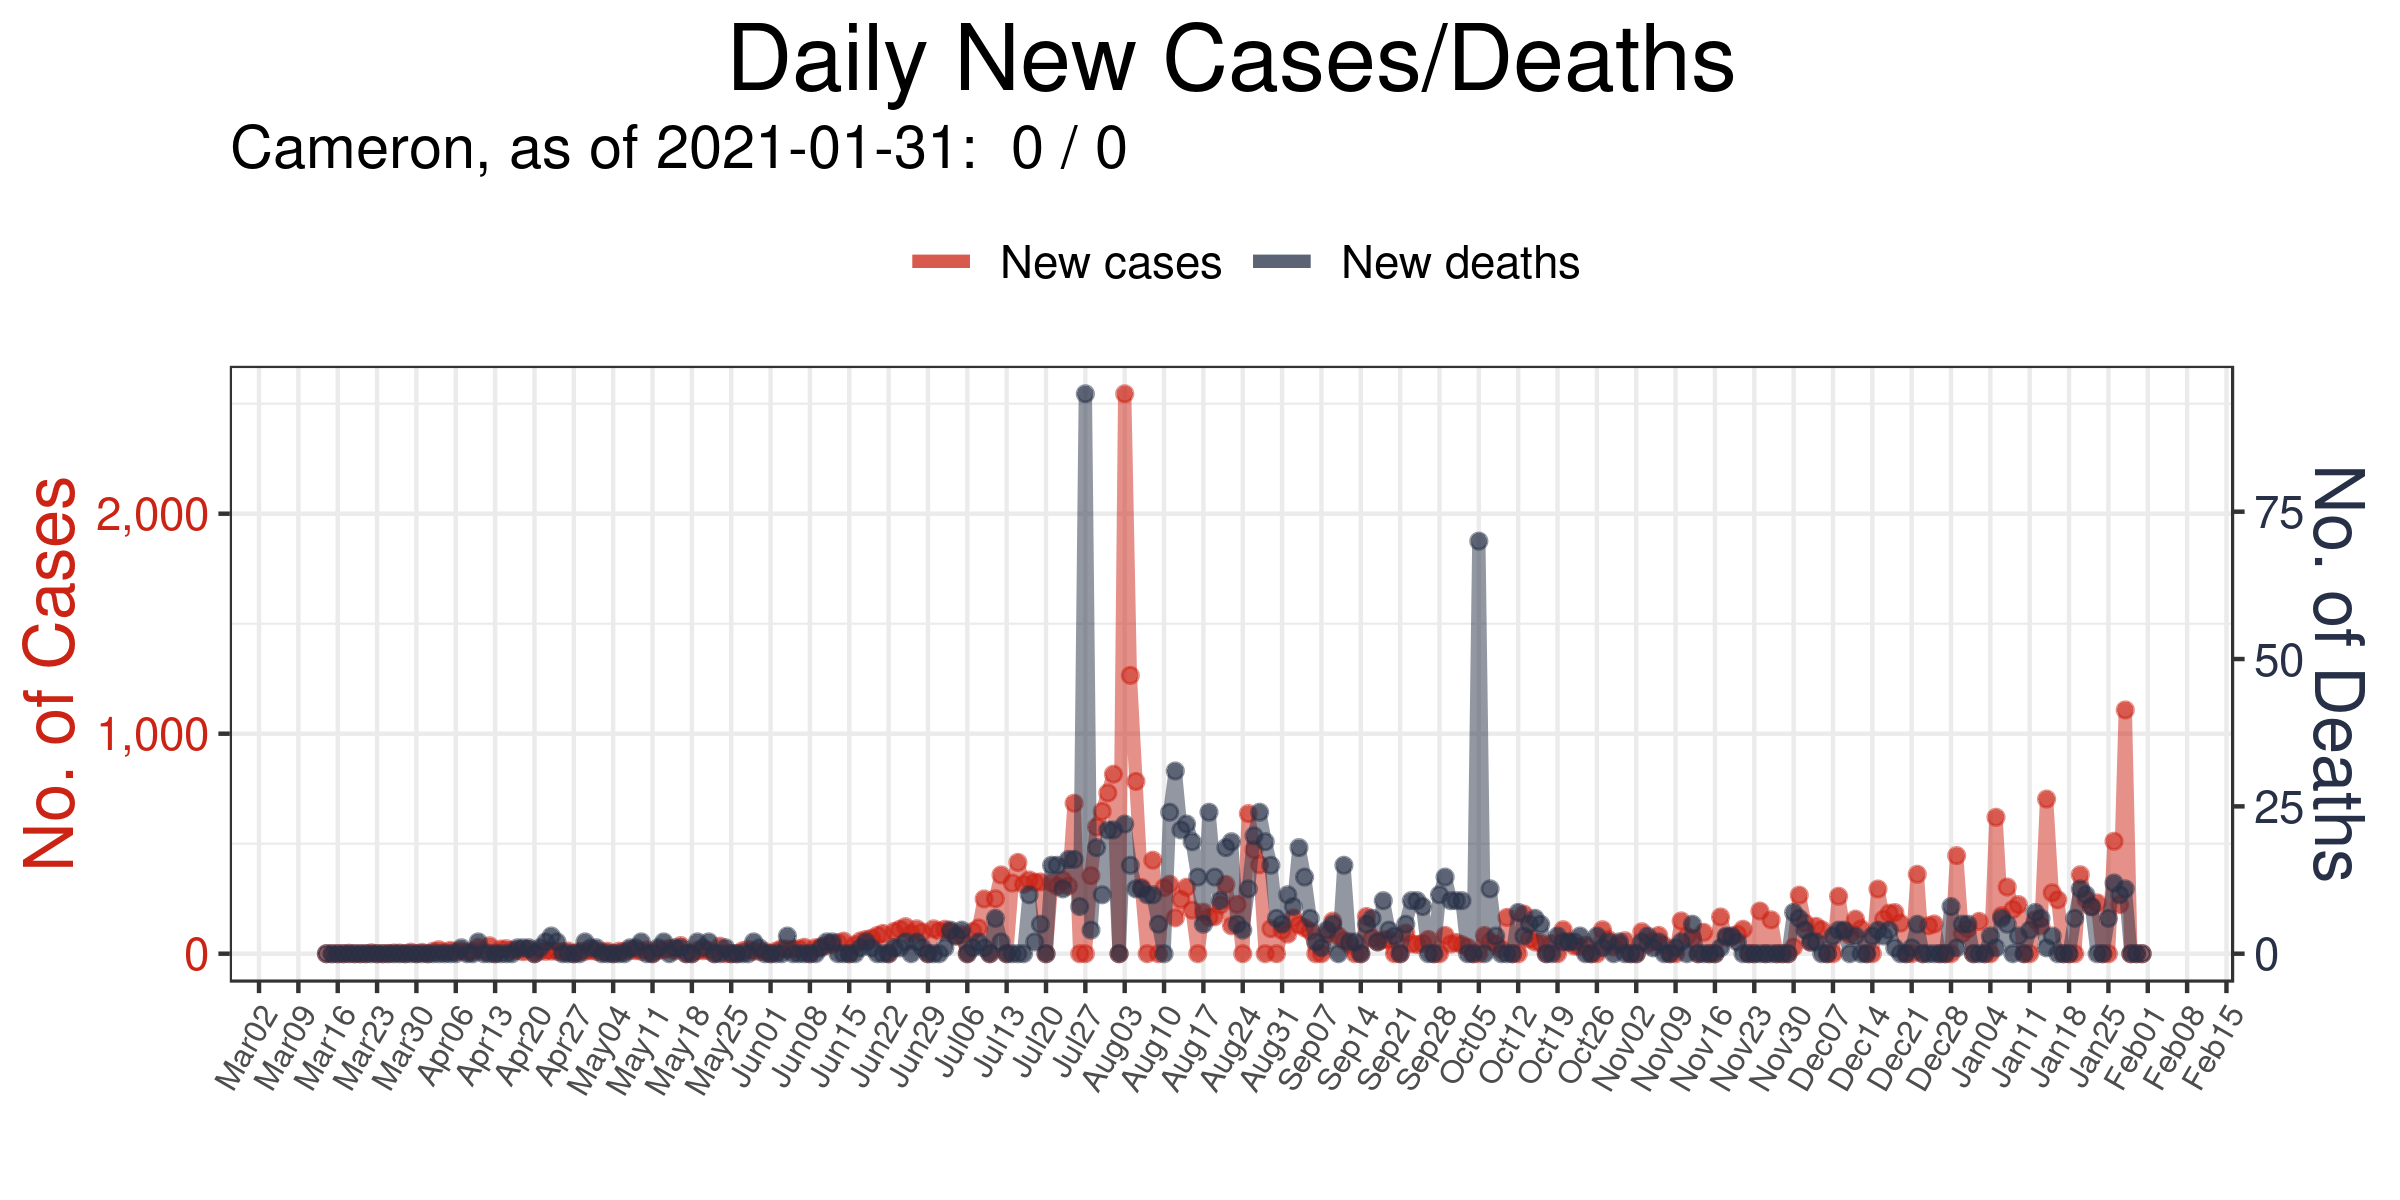 Daily New Cases/Deaths
Cameron, as of 2021-01-31: 0 / 0
New cases
New deaths
No. of Cases
2,000
1,000
0
75
50
25
0
No. of Deaths
Mar02
Mar09
Mar16
Mar23
Mar30
Apr06
Apr13
Apr20
Apr27
May04
May11
May18
May25
Jun01
Jun08
Jun15
Jun22
Jun29
Jul06
Jul13
Jul20
Jul27
Aug03
Aug10
Aug17
Aug24
Aug31
Sep07
Sep14
Sep21
Sep28
Oct05
Oct12
Oct19
Oct26
Nov02
Nov09
Nov16
Nov23
Nov30
Dec07
Dec14
Dec21
Dec28
Jan04
Jan11
Jan18
Jan25
Feb01
Feb08
Feb15